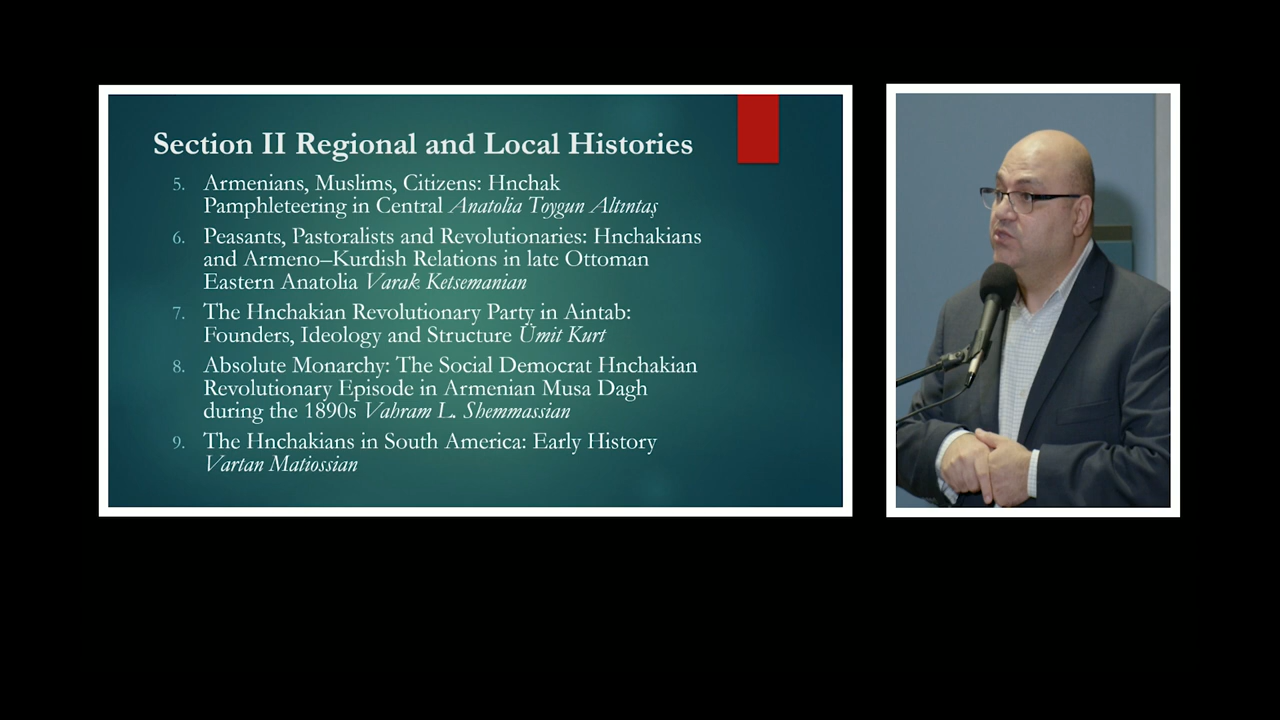 Section II Regional and Local Histories
5. Armenians, Muslims, Citizens: Hnchak
Pamphleteering in Central Anatolia Toygun Altıntaş
6. Peasants, Pastoralists and Revolutionaries: Hnchakians
and Armeno–Kurdish Relations in late Ottoman
Eastern Anatolia Varak Ketsemanian
7. The Hnchakian Revolutionary Party in Aintab:
Founders, Ideology and Structure Ümit Kurt
8. Absolute Monarchy: The Social Democrat Hnchakian
Revolutionary Episode in Armenian Musa Dagh
during the 1890s Vahram L. Shemmassian
9. The Hnchakians in South America: Early History
Vartan Matiossian